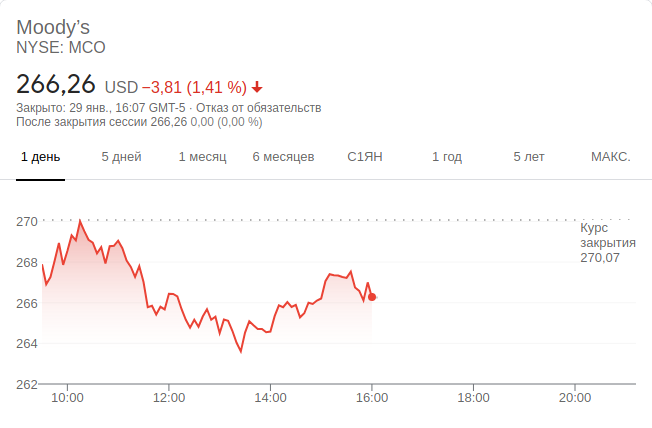 Moody's
NYSE: MCO
266,26 USD −3,81 (1,41 %)
Закрыто: 29 янв., 16:07 GMT-5 · Отказ от обязательств
После закрытия сессии 266,26 0,00 (0,00 %)
1 день 5 дней 1 месяц 6 месяцев С1ЯН 1 год 5 лет МАКС.
270
Курс
закрытия
270,07
268
266
264
262
10:00 12:00 14:00 16:00 18:00 20:00